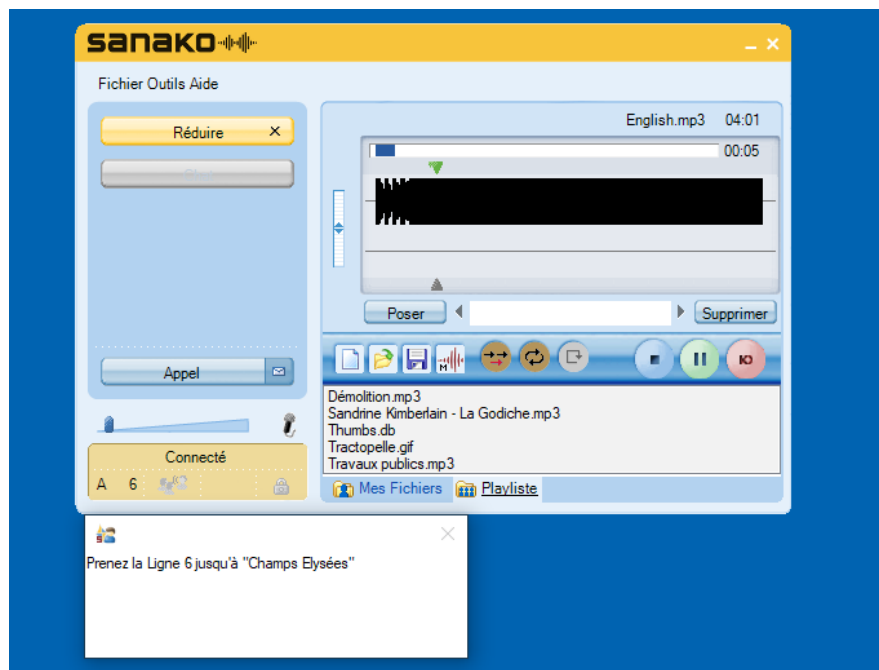 sanako
Fichier Outils Aide
Réduire
English.mp3 04:01
00:05
Poser
Supprimer
Appel
M
Démolition.mp3
Sandrine Kimberlain - La Godiche.mp3
Thumbs.db
Tractopelle.gif
Travaux publics.mp3
Connecté
A 6
Mes Fichiers Playliste
Prenez la Ligne 6 jusqu'à "Champs Elysées"